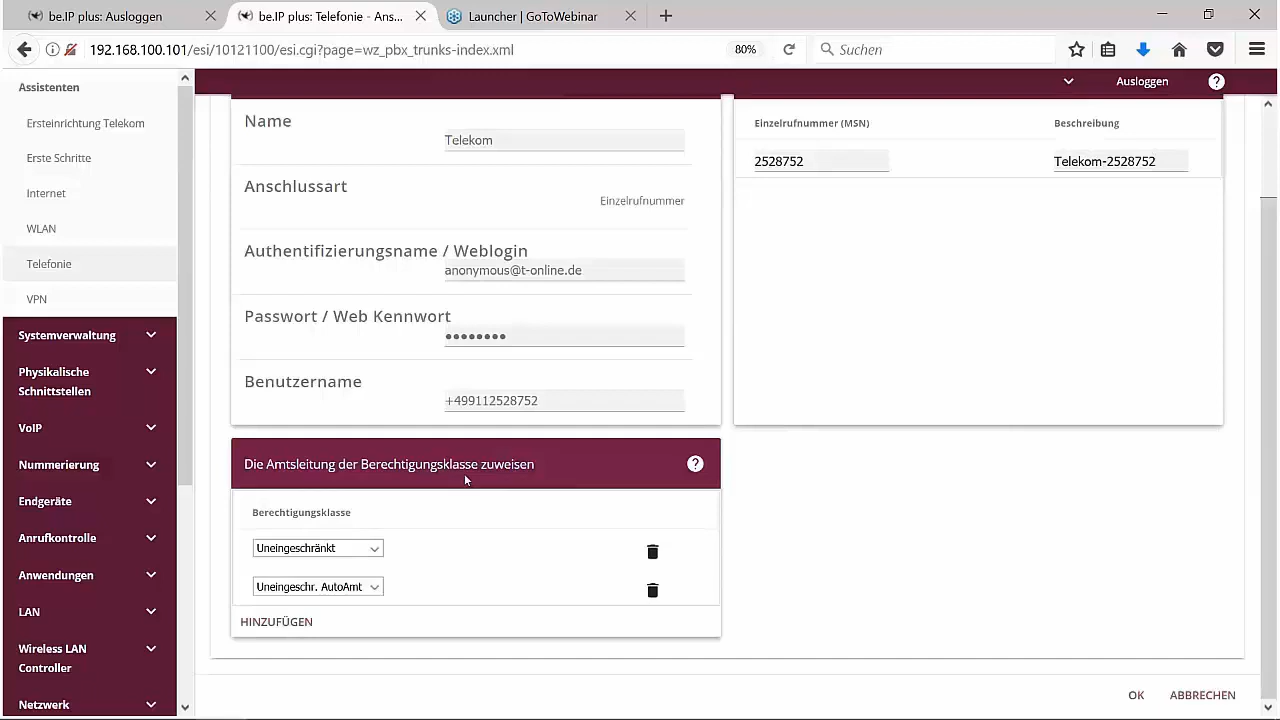 be.IP plus: Ausloggen
be.IP plus: Telefonie - Ans...
Launcher | GoToWebinar
192.168.100.101/esi/10121100/esi.cgi?page=wz_pbx_trunks-index.xml
80%
Suchen
Ausloggen
Assistenten
Ersteinrichtung Telekom
Erste Schritte
Internet
WLAN
Telefonie
VPN
Systemverwaltung
Physikalische
Schnittstellen
VoIP
Nummerierung
Endgeräte
Anrufkontrolle
Anwendungen
LAN
Wireless LAN
Controller
Netzwerk
Name
Telekom
Anschlussart
Einzelrufnummer
Authentifizierungsname / Weblogin
anonymous@t-online.de
Passwort / Web Kennwort
••••••••
Benutzername
+499112528752
Einzelrufnummer (MSN) Beschreibung
2528752 Telekom-2528752
Die Amtsleitung der Berechtigungsklasse zuweisen
Berechtigungsklasse
Uneingeschränkt
Uneingeschr. AutoAmt
HINZUFÜGEN
OK ABBRECHEN